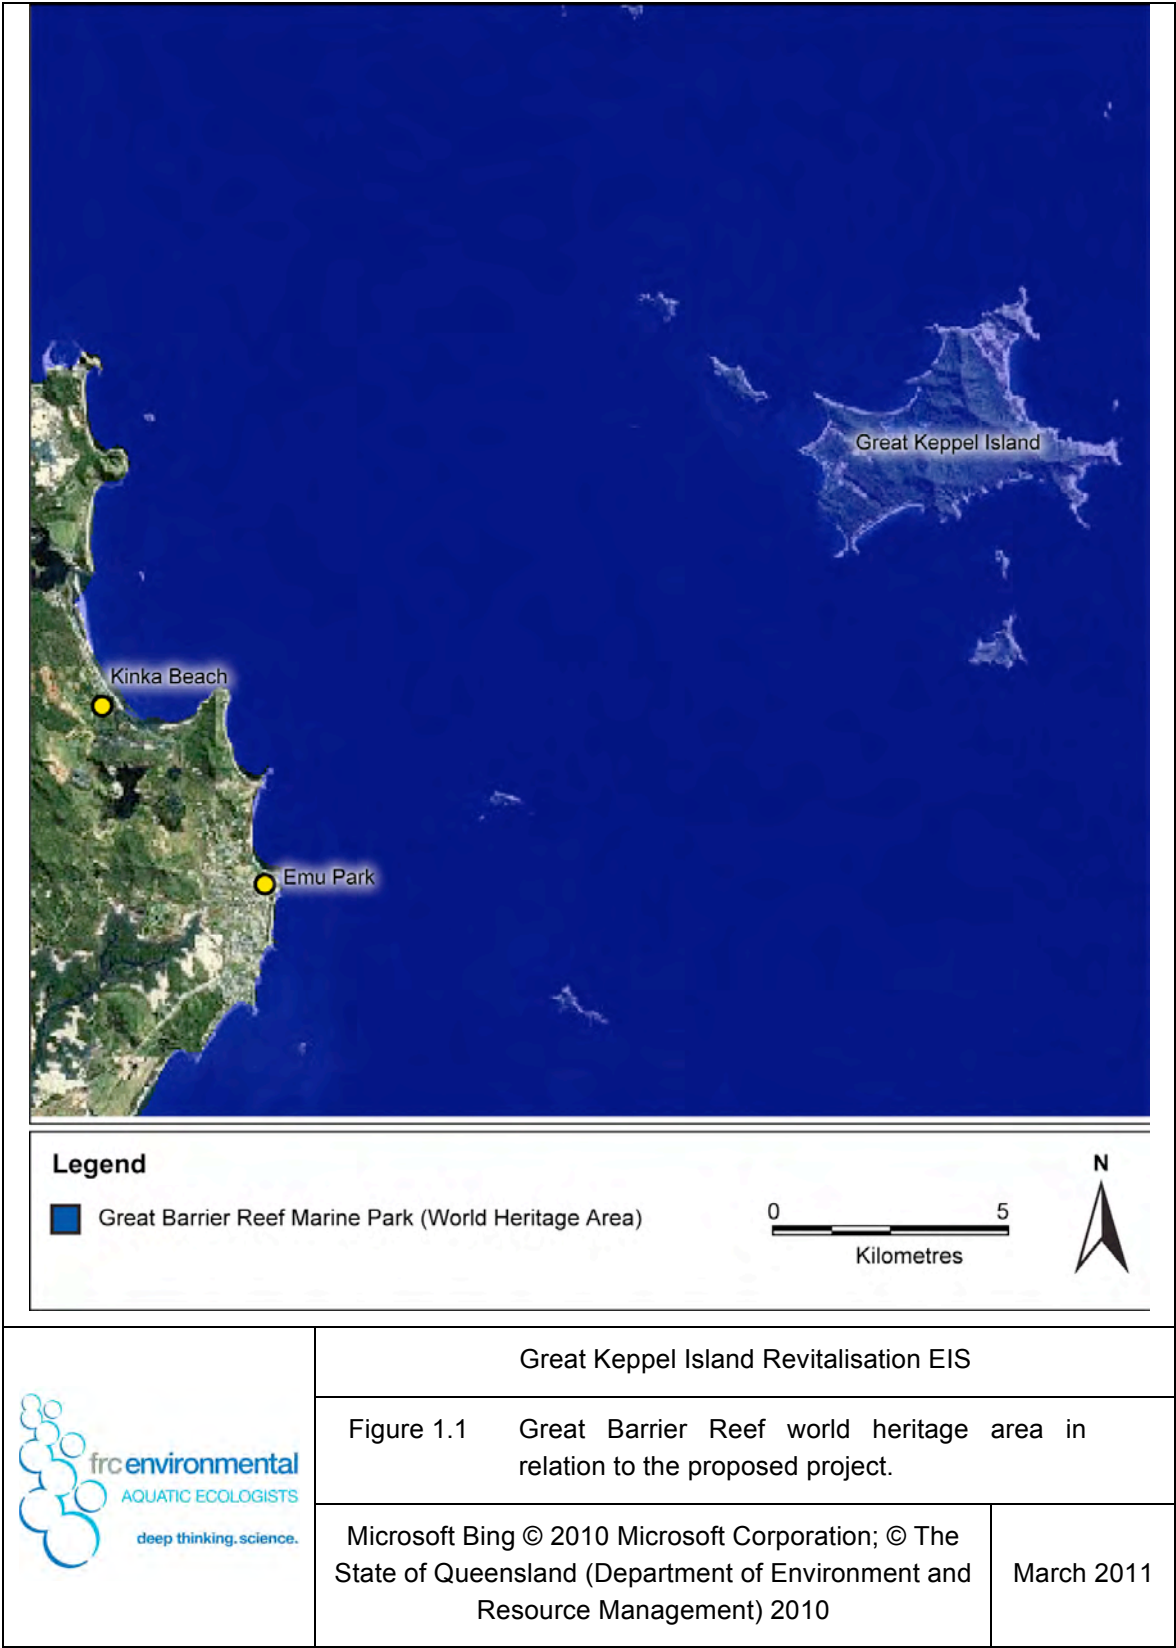 Great Keppel Island
Kinka Beach
Emu Park
Legend
Great Barrier Reef Marine Park (World Heritage Area)
0 5
Kilometres
N
frc environmental
AQUATIC ECOLOGISTS
deep thinking. science.
Great Keppel Island Revitalisation EIS
Figure 1.1 Great Barrier Reef world heritage area in
relation to the proposed project.
Microsoft Bing © 2010 Microsoft Corporation; © The
State of Queensland (Department of Environment and
Resource Management) 2010
March 2011